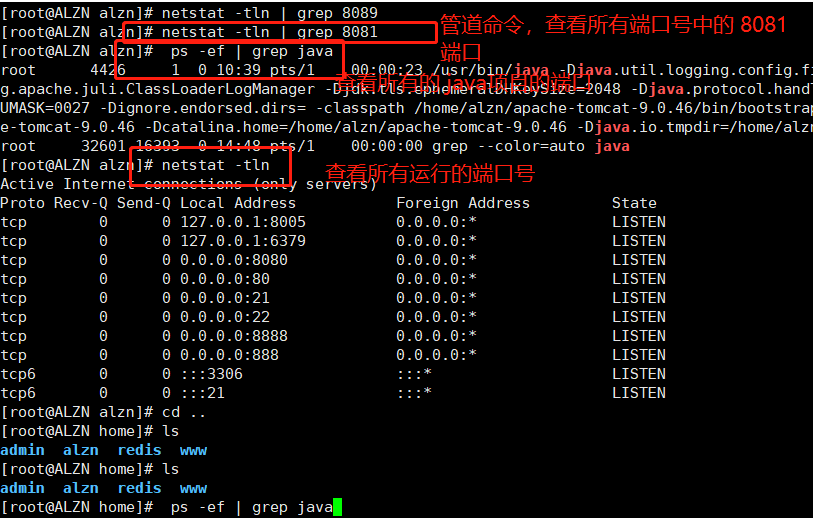 [root@ALZN alzn]# netstat -tln | grep 8089
[root@ALZN alzn]# netstat -tln | grep 8081
管道命令，查看所有端口号中的 8081
端口
[root@ALZN alzn]#  ps -ef | grep java
root      4426     1  0 10:39 pts/1    00:00:23 /usr/bin/java -Djava.util.logging.config.fi
查看所有的 java项目的端口
g.apache.juli.ClassLoaderLogManager -Djdk.tls.ephemeralDHKeySize=2048 -Djava.protocol.handl
UMASK=0027 -Dignore.endorsed.dirs= -classpath /home/alzn/apache-tomcat-9.0.46/bin/bootstrap
e-tomcat-9.0.46 -Dcatalina.home=/home/alzn/apache-tomcat-9.0.46 -Djava.io.tmpdir=/home/alzn
root     32601 16393  0 14:48 pts/1    00:00:00 grep --color=auto java
[root@ALZN alzn]# netstat -tln
查看所有运行的端口号
Active Internet connections (only servers)
Proto Recv-Q Send-Q Local Address           Foreign Address         State
tcp        0      0 127.0.0.1:8005          0.0.0.0:*               LISTEN
tcp        0      0 127.0.0.1:6379          0.0.0.0:*               LISTEN
tcp        0      0 0.0.0.0:8080            0.0.0.0:*               LISTEN
tcp        0      0 0.0.0.0:80              0.0.0.0:*               LISTEN
tcp        0      0 0.0.0.0:21              0.0.0.0:*               LISTEN
tcp        0      0 0.0.0.0:22              0.0.0.0:*               LISTEN
tcp        0      0 0.0.0.0:8888            0.0.0.0:*               LISTEN
tcp        0      0 0.0.0.0:888             0.0.0.0:*               LISTEN
tcp6       0      0 :::3306                 :::*                    LISTEN
tcp6       0      0 :::21                   :::*                    LISTEN
[root@ALZN alzn]# cd ..
[root@ALZN home]# ls
admin  alzn  redis  www
[root@ALZN home]# ls
admin  alzn  redis  www
[root@ALZN home]#  ps -ef | grep java